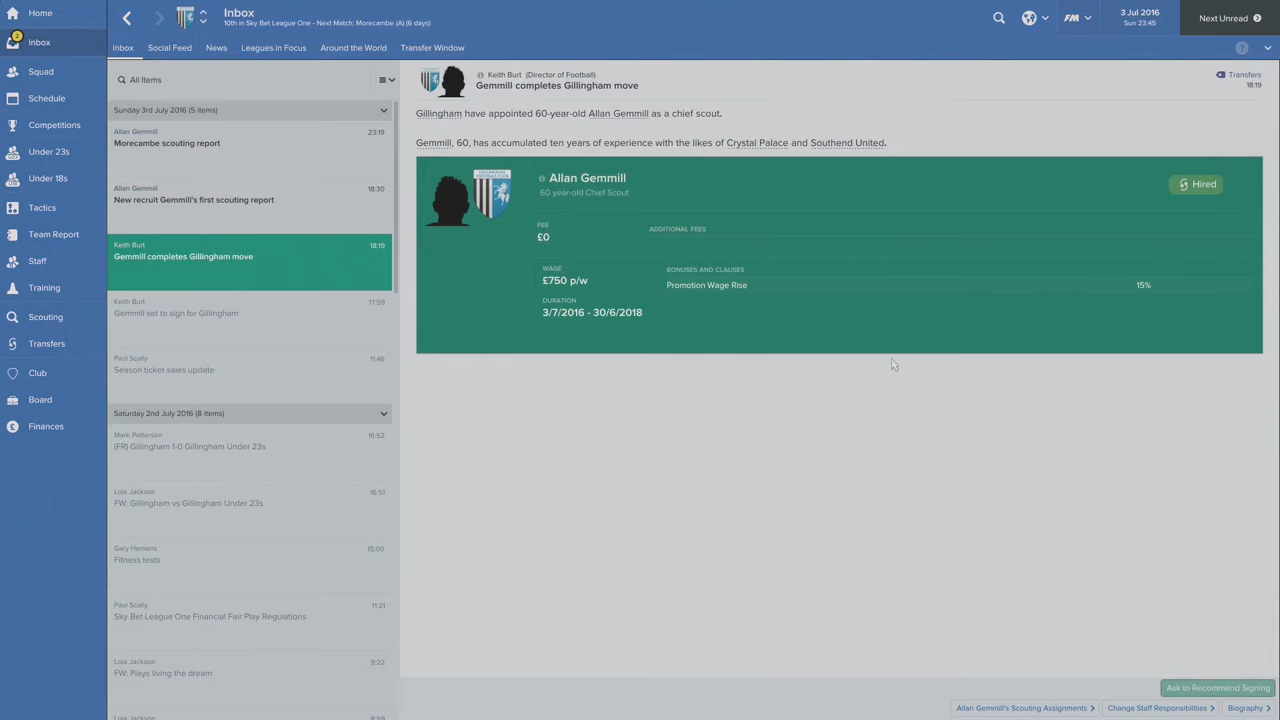 Home
2
Inbox
Squad
Schedule
Competitions
Under 23s
Under 18s
Tactics
Team Report
Staff
Training
Scouting
Transfers
Club
Board
Finances
Inbox
10th in Sky Bet League One - Next Match: Morecambe (A) (6 days)
FM
3 Jul 2016
Sun 23:45
Next Unread
Inbox Social Feed News Leagues in Focus Around the World Transfer Window
?
All Items
Sunday 3rd July 2016 (5 items)
Allan Gemmill 23:19
Morecambe scouting report
Allan Gemmill 18:30
New recruit Gemmill's first scouting report
Keith Burt 18:19
Gemmill completes Gillingham move
Keith Burt 17:59
Gemmill set to sign for Gillingham
Paul Scally 11:46
Season ticket sales update
Saturday 2nd July 2016 (8 items)
Mark Patterson 16:52
(FR) Gillingham 1-0 Gillingham Under 23s
Lola Jackson 16:51
FW: Gillingham vs Gillingham Under 23s
Gary Hemens 15:00
Fitness tests
Paul Scally 11:21
Sky Bet League One Financial Fair Play Regulations
Lola Jackson 9:22
FW: Plays living the dream
Lola Jackson 8:59
Keith Burt (Director of Football)
Gemmill completes Gillingham move
Transfers
18:19
Gillingham have appointed 60-year-old Allan Gemmill as a chief scout.
Gemmill, 60, has accumulated ten years of experience with the likes of Crystal Palace and Southend United.
Allan Gemmill
60 year-old Chief Scout
Hired
FEE
£0
ADDITIONAL FEES
WAGE
£750 p/w
BONUSES AND CLAUSES
Promotion Wage Rise 15%
DURATION
3/7/2016 - 30/6/2018
Ask to Recommend Signing
Allan Gemmill's Scouting Assignments
Change Staff Responsibilities
Biography